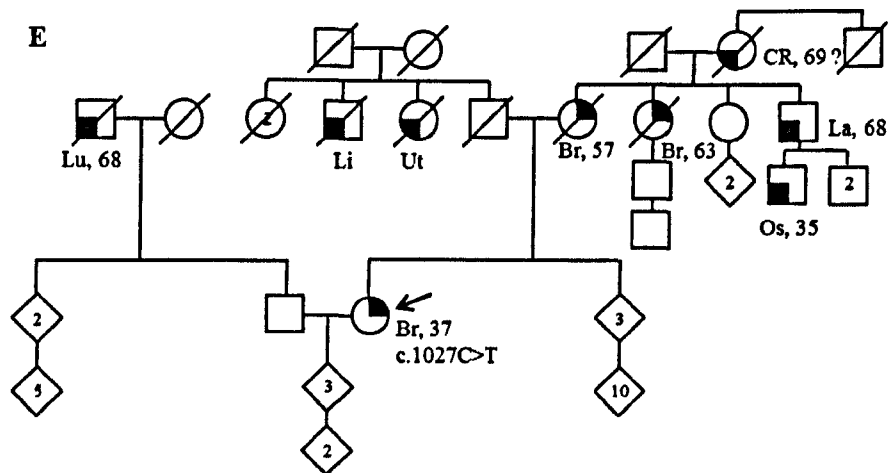 E
CR, 69 ?
2
Lu, 68
Li
Ut
Br, 57
Br, 63
La, 68
2
2
Os, 35
2
Br, 37
c.1027C>T
3
5
3
10
2